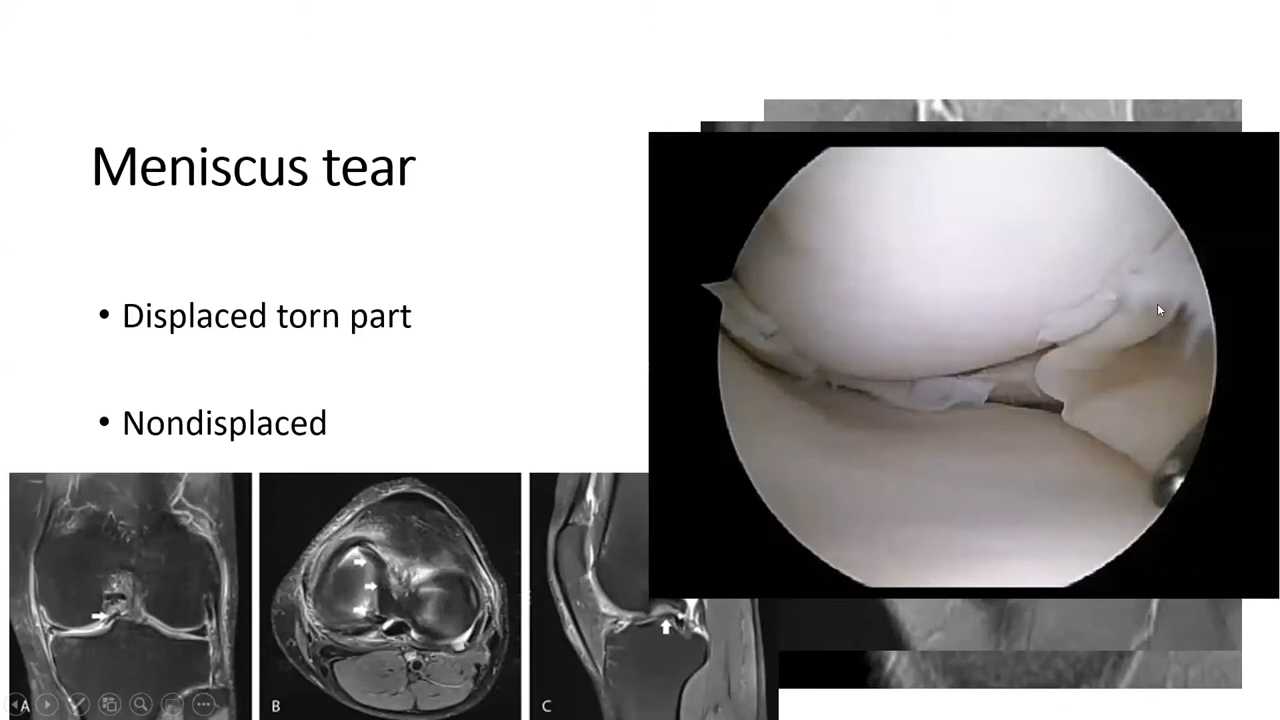 Meniscus tear
• Displaced torn part
• Nondisplaced
A
B
C